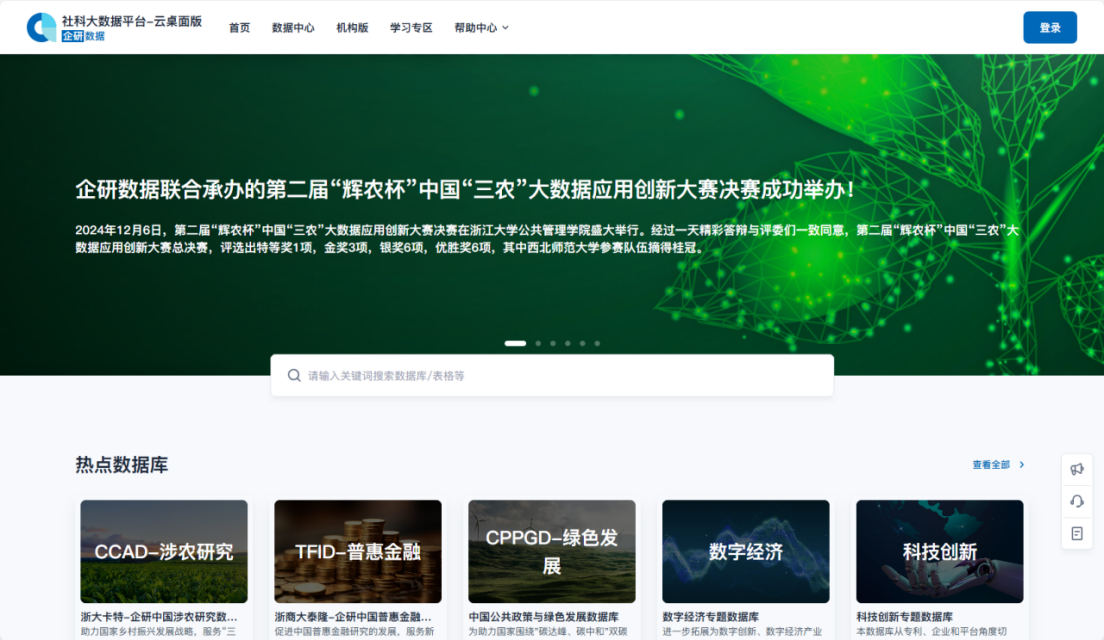 社科大数据平台-云桌面版
企研数据
首页 数据中心 机构版 学习专区 帮助中心
登录
企研数据联合承办的第二届“辉农杯”中国“三农”大数据应用创新大赛决赛成功举办！
2024年12月6日，第二届“辉农杯”中国“三农”大数据应用创新大赛决赛在浙江大学公共管理学院盛大举行。经过一天精彩答辩与评委们一致同意，第二届“辉农杯”中国“三农”大
数据应用创新大赛总决赛，评选出特等奖1项，金奖3项，银奖6项，优胜奖6项，其中西北师范大学参赛队伍摘得桂冠。
请输入关键词搜索数据库/表格等
热点数据库
查看全部
CCAD-涉农研究
浙大卡特-企研中国涉农研究数...
助力国家乡村振兴发展战略，服务“三
TFID-普惠金融
浙商大泰隆-企研中国普惠金融...
促进中国普惠金融研究的发展，服务新
CPPGD-绿色发
展
中国公共政策与绿色发展数据库
为助力国家围绕“碳达峰、碳中和”双碳
数字经济
数字经济专题数据库
进一步拓展为数字创新、数字经济产业
科技创新
科技创新专题数据库
本数据库从专利、企业和平台角度切